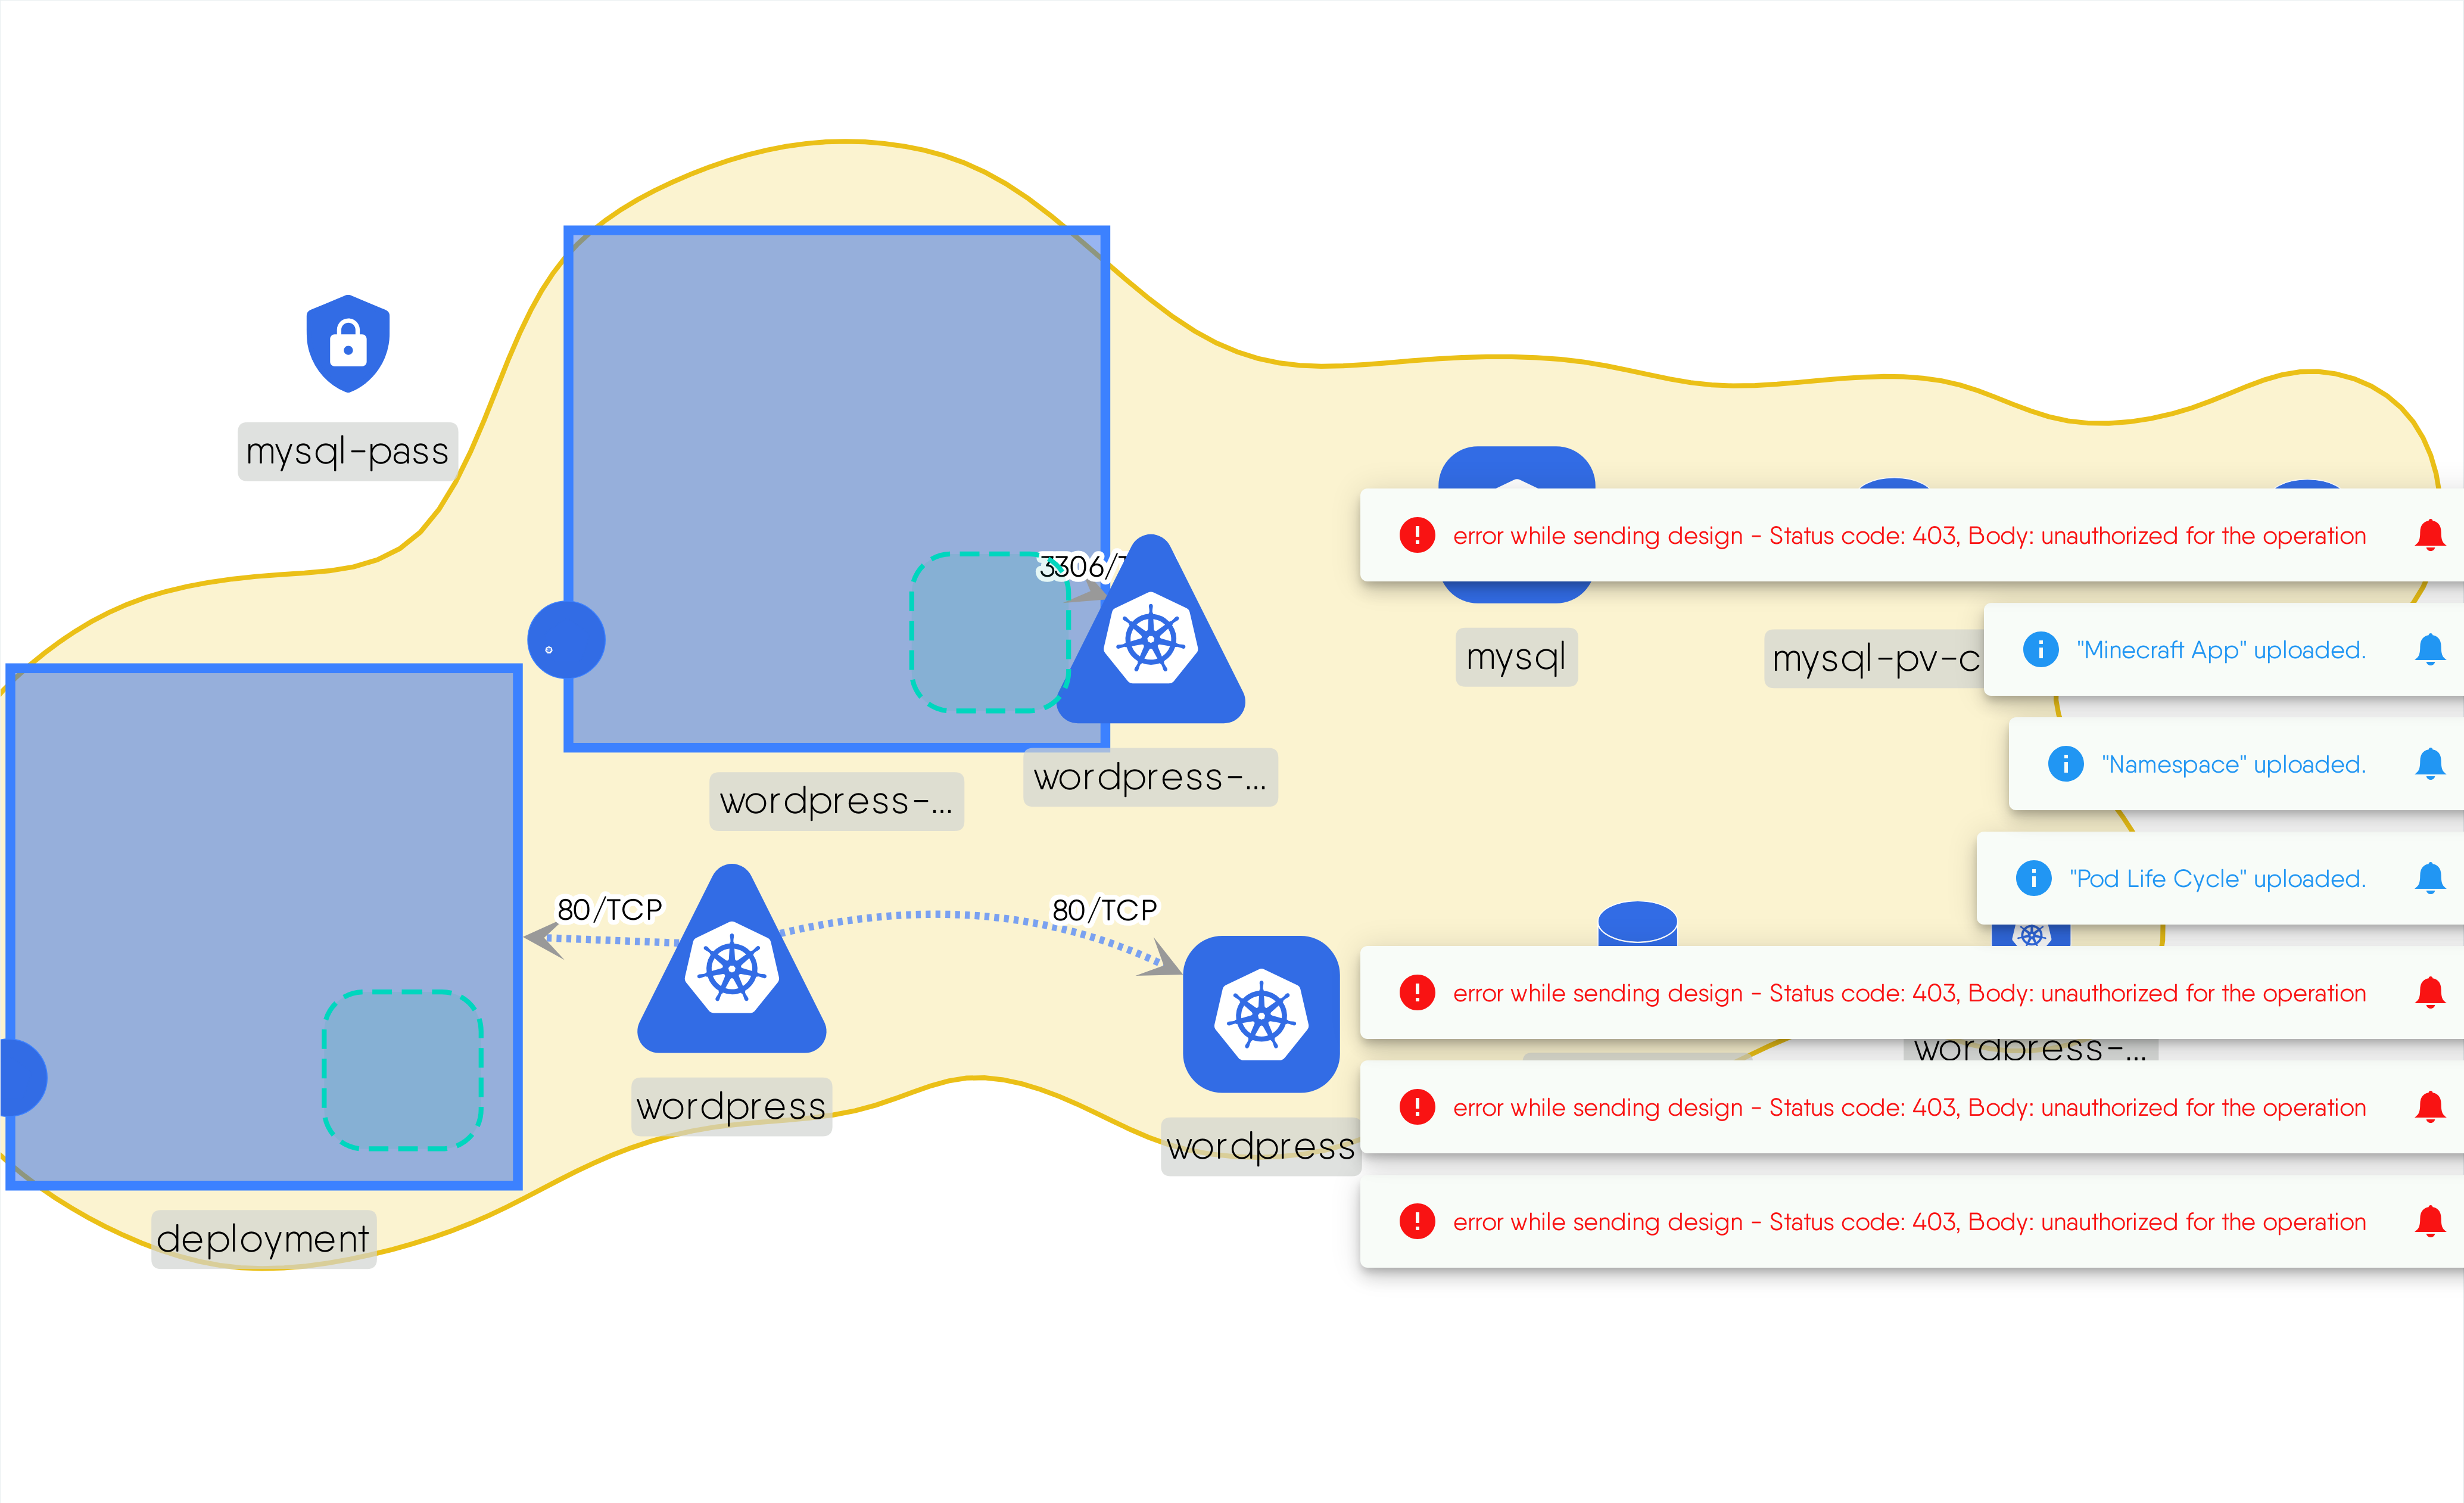 mysql-pass
3306/T
error while sending design - Status code: 403, Body: unauthorized for the operation
mysql
mysql-pv-c
"Minecraft App" uploaded.
wordpress-...
wordpress-...
"Namespace" uploaded.
"Pod Life Cycle" uploaded.
80/TCP
80/TCP
error while sending design - Status code: 403, Body: unauthorized for the operation
wordpress-...
wordpress
error while sending design - Status code: 403, Body: unauthorized for the operation
wordpress
deployment
error while sending design - Status code: 403, Body: unauthorized for the operation